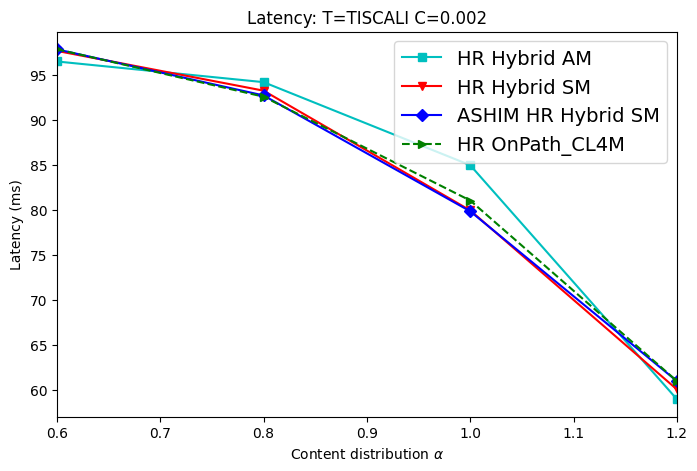 Latency: T=TISCALI C=0.002
HR Hybrid AM
HR Hybrid SM
ASHIM HR Hybrid SM
HR OnPath_CL4M
Latency (ms)
95
90
85
80
75
70
65
60
0.6 0.7 0.8 0.9 1.0 1.1 1.2
Content distribution α